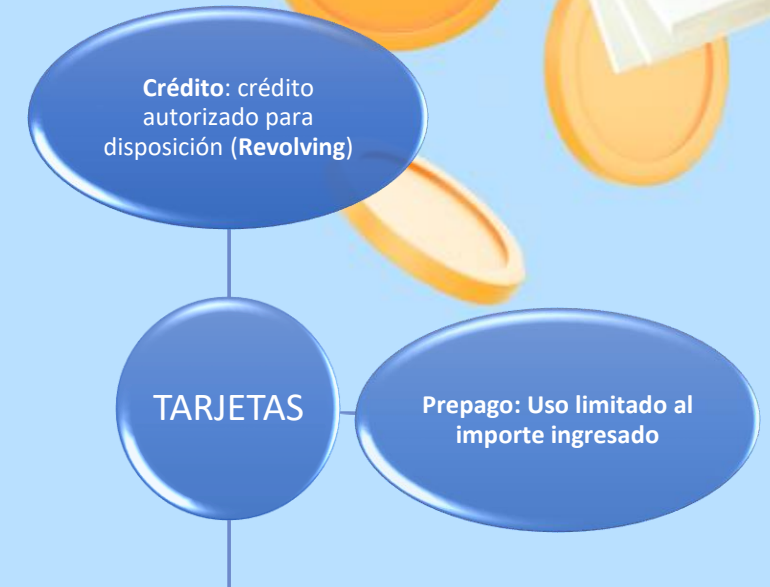 Crédito: crédito
autorizado para
disposición (Revolving)
TARJETAS
Prepago: Uso limitado al
importe ingresado